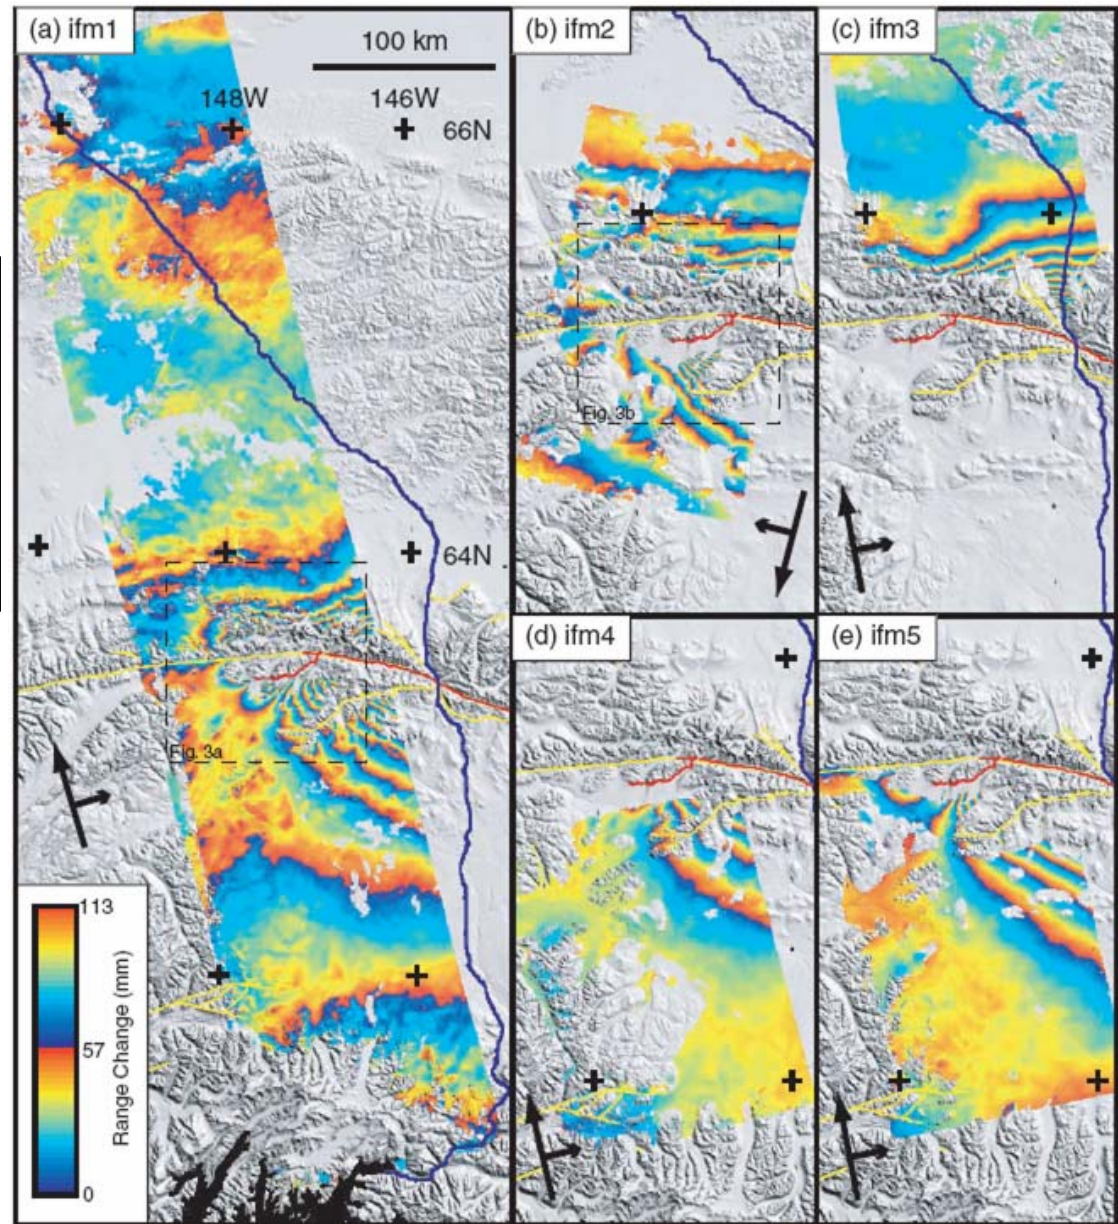 (a) ifm1
100 km
148W
146W
66N
64N
Fig. 3a
113
57
0
Range Change (mm)
(b) ifm2
Fig. 3b
(c) ifm3
(d) ifm4
(e) ifm5